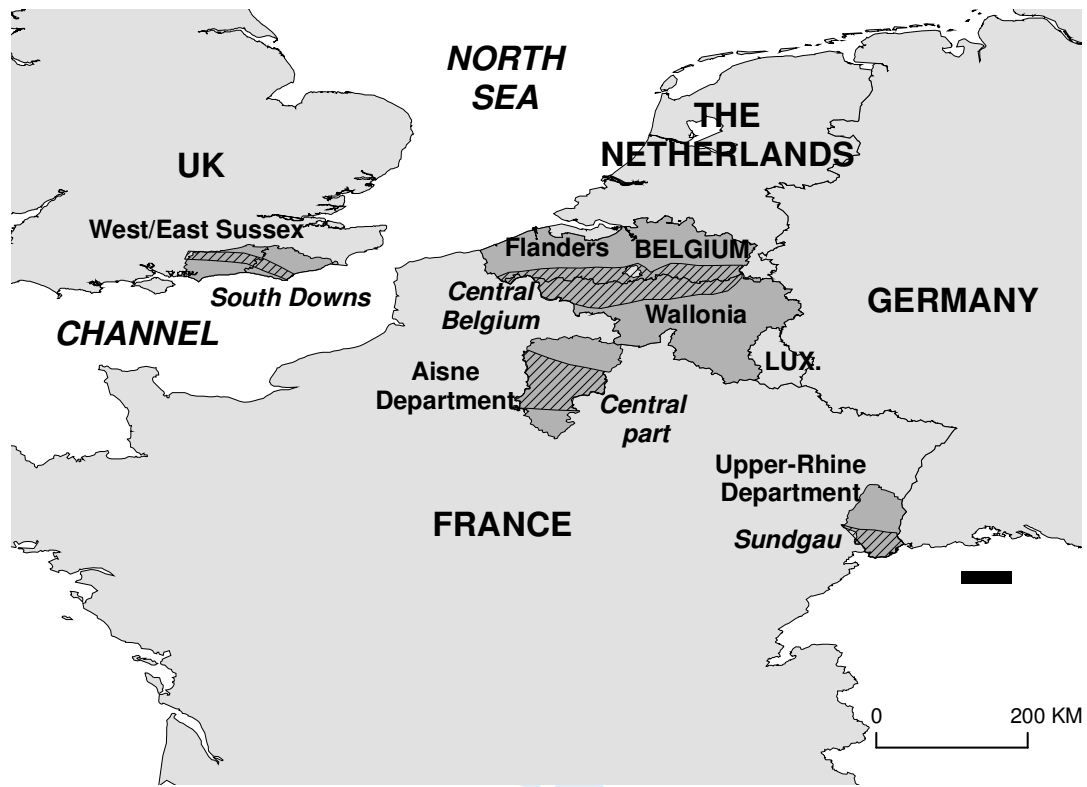 NORTH
SEA
THE
NETHERLANDS
UK
West/East Sussex
Flanders
BELGIUM
South Downs
Central
Belgium
Wallonia
GERMANY
CHANNEL
LUX.
Aisne
Department
Central
part
Upper-Rhine
Department
FRANCE
Sundgau
0
200 KM